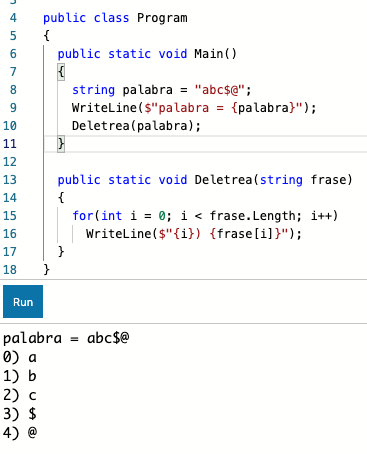 4 public class Program
5 {
6 public static void Main()
7 {
8 string palabra = "abc$@";
9 WriteLine($"palabra = {palabra}");
10 Deletrea(palabra);
11 }
12
13 public static void Deletrea(string frase)
14 {
15 for(int i = 0; i < frase.Length; i++)
16 WriteLine($"{i}) {frase[i]}");
17 }
18 }
Run
palabra = abc$@
0) a
1) b
2) c
3) $
4) @